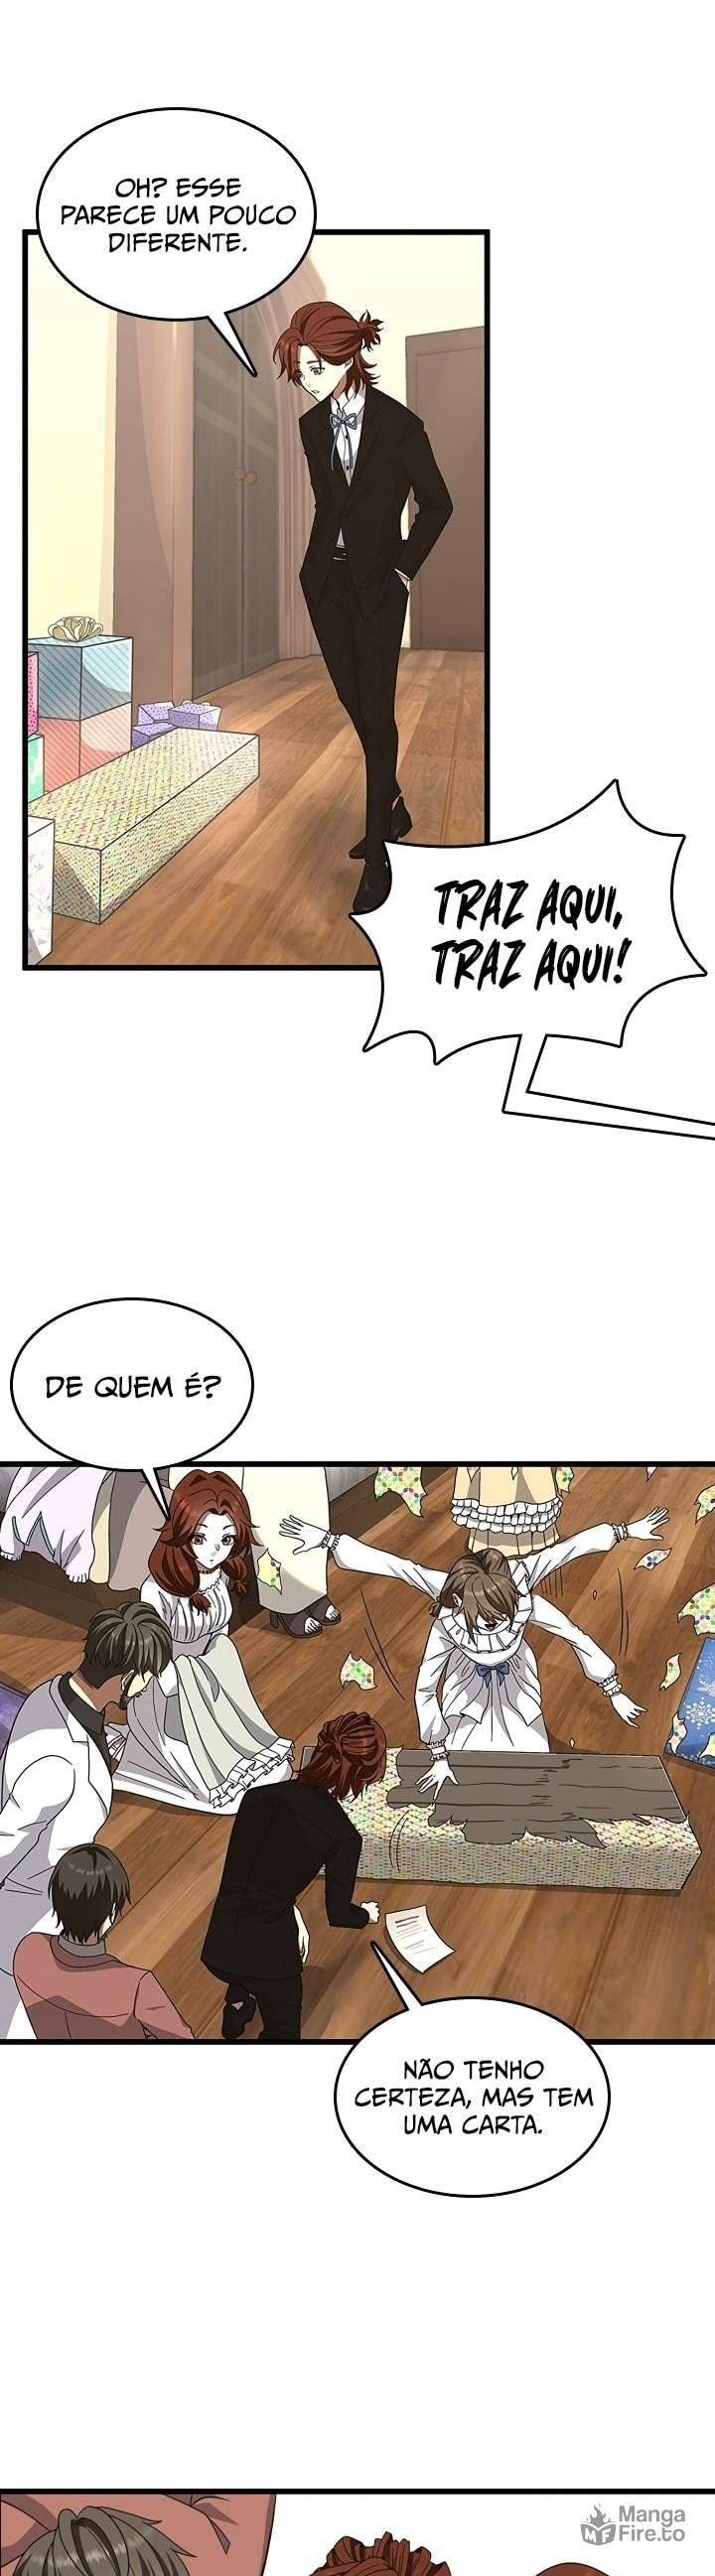 OH? ESSE
PARECE UM POUCO
DIFERENTE.
TRAZ AQUI,
TRAZ AQUI!
DE QUEM É?
NÃO TENHO
CERTEZA, MAS TEM
UMA CARTA.
MF
Manga
Fire.to